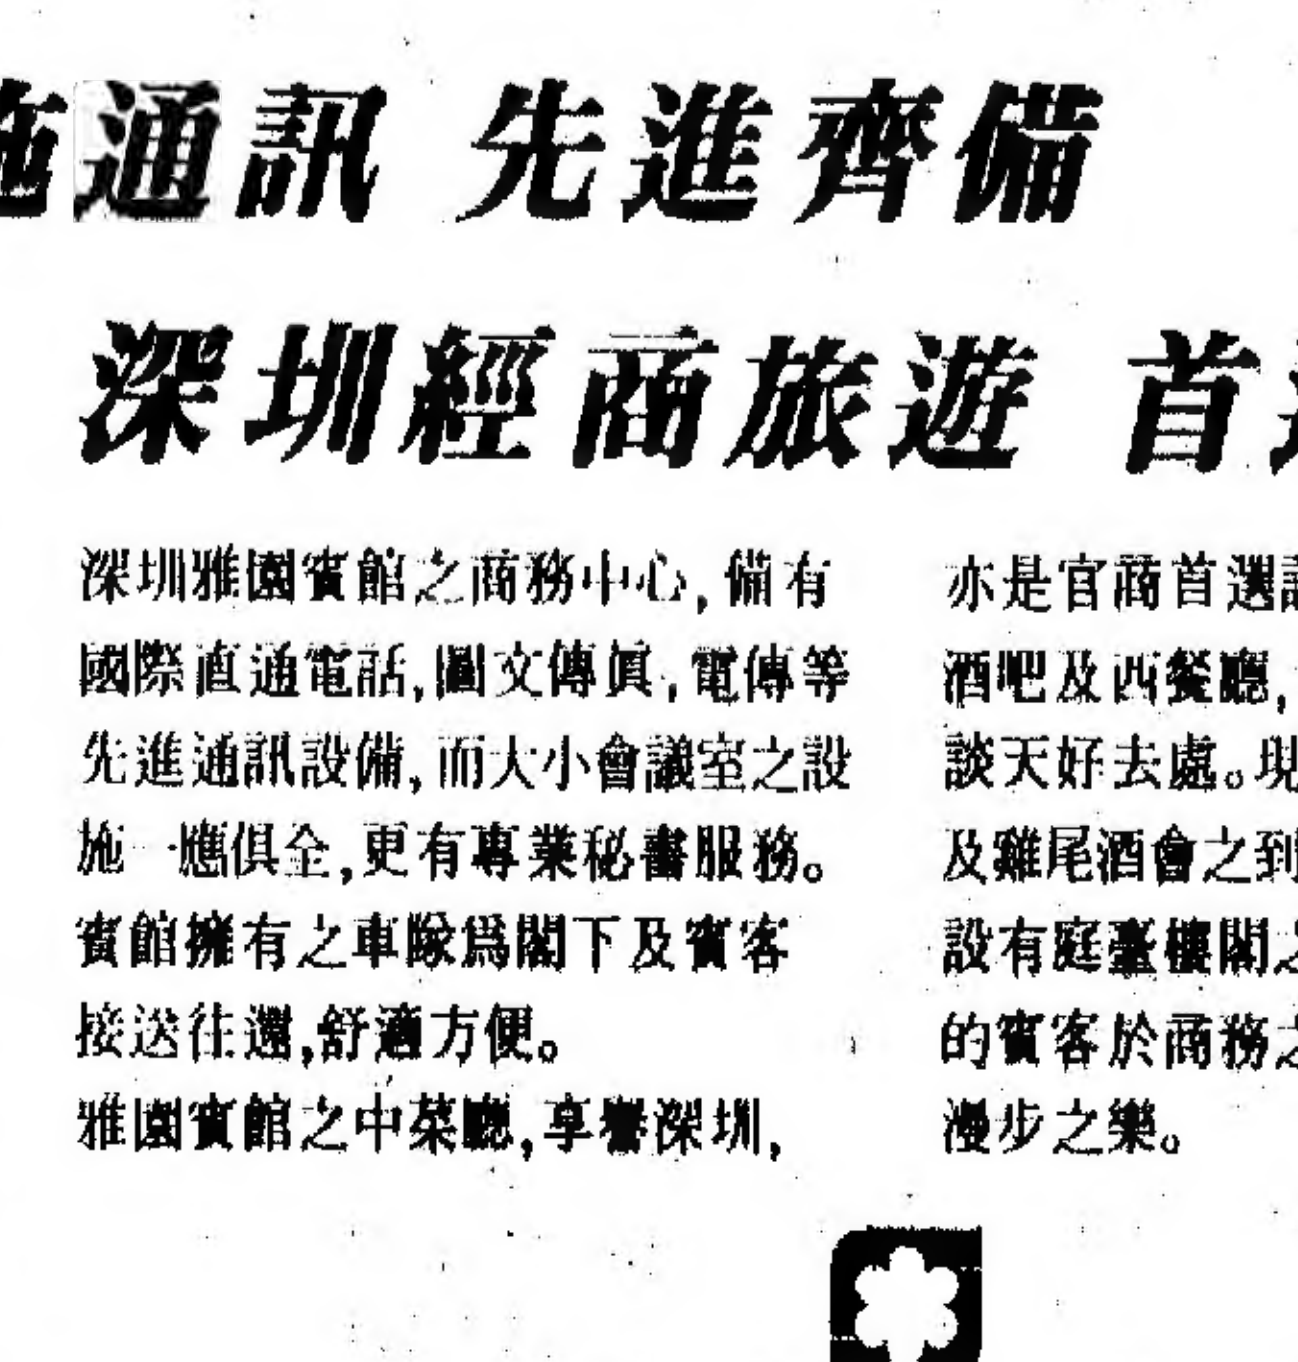 施通訊 先進齊備
深圳經商旅遊 首選
深圳雅園賓館之商務中心,備有
國際直通電話,圖文傳眞,電傳等
先進通訊設備,而大小會議室之設
施一應俱全,更有專業秘書服務。
賓館擁有之車隊爲閣下及賓客
接送往還,舒適方便。
雅園賓館之中菜廳,享譽深圳,
亦是官商首選
酒吧及西餐廳,
談天好去處。現
及雞尾酒會之到
設有庭臺樓閣之
的賓客於商務之
漫步之樂。